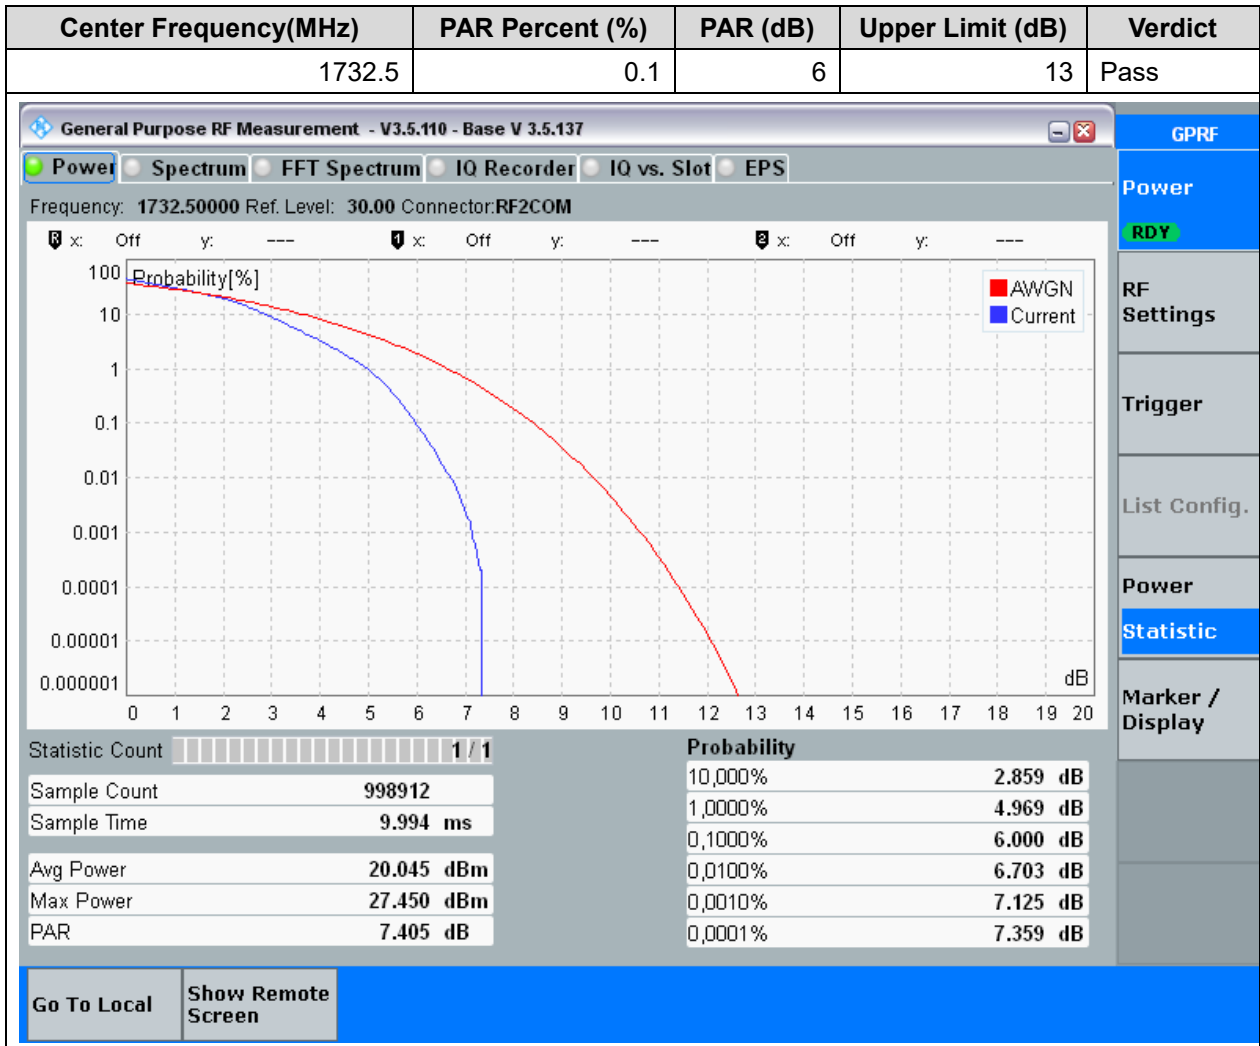 Center Frequency(MHz) PAR Percent (%) PAR (dB) Upper Limit (dB) Verdict
1732.5 0.1 6 13 Pass
General Purpose RF Measurement - V3.5.110 - Base V 3.5.137
GPRF
Power Spectrum FFT Spectrum IQ Recorder IQ vs. Slot EPS
Power
RDY
Frequency: 1732.50000 Ref. Level: 30.00 Connector:RF2COM
R x: Off y: --- 1 x: Off y: --- 2 x: Off y: ---
Probability[%]
AWGN
Current
100
10
1
0.1
0.01
0.001
0.0001
0.00001
0.000001
dB
0 1 2 3 4 5 6 7 8 9 10 11 12 13 14 15 16 17 18 19 20
RF
Settings
Trigger
List Config.
Power
Statistic
Marker /
Display
Statistic Count 1 / 1
Sample Count 998912
Sample Time 9.994 ms
Avg Power 20.045 dBm
Max Power 27.450 dBm
PAR 7.405 dB
Probability
10,000% 2.859 dB
1,0000% 4.969 dB
0,1000% 6.000 dB
0,0100% 6.703 dB
0,0010% 7.125 dB
0,0001% 7.359 dB
Go To Local
Show Remote
Screen